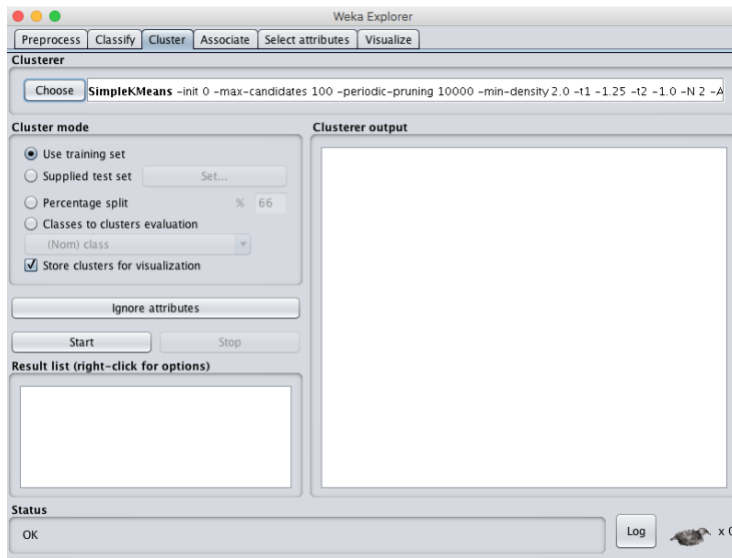 Weka Explorer
Preprocess Classify Cluster Associate Select attributes Visualize
Clusterer
Choose SimpleKMeans -init 0 -max-candidates 100 -periodic-pruning 10000 -min-density 2.0 -t1 -1.25 -t2 -1.0 -N 2 -A
Cluster mode
Use training set
Supplied test set Set...
Percentage split % 66
Classes to clusters evaluation
(Nom) class
Store clusters for visualization
Ignore attributes
Start Stop
Result list (right-click for options)
Clusterer output
Status
OK
Log x 0